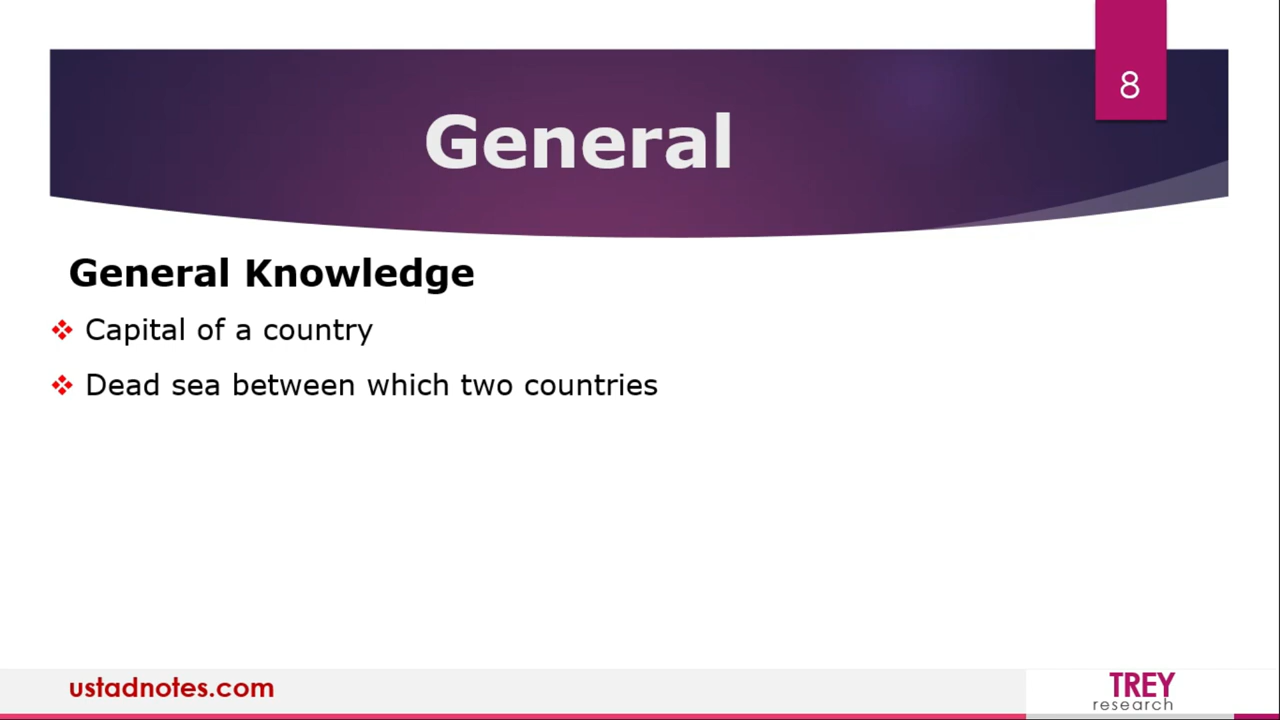 8
General
General Knowledge
❖ Capital of a country
❖ Dead sea between which two countries
ustadnotes.com
TREY
research